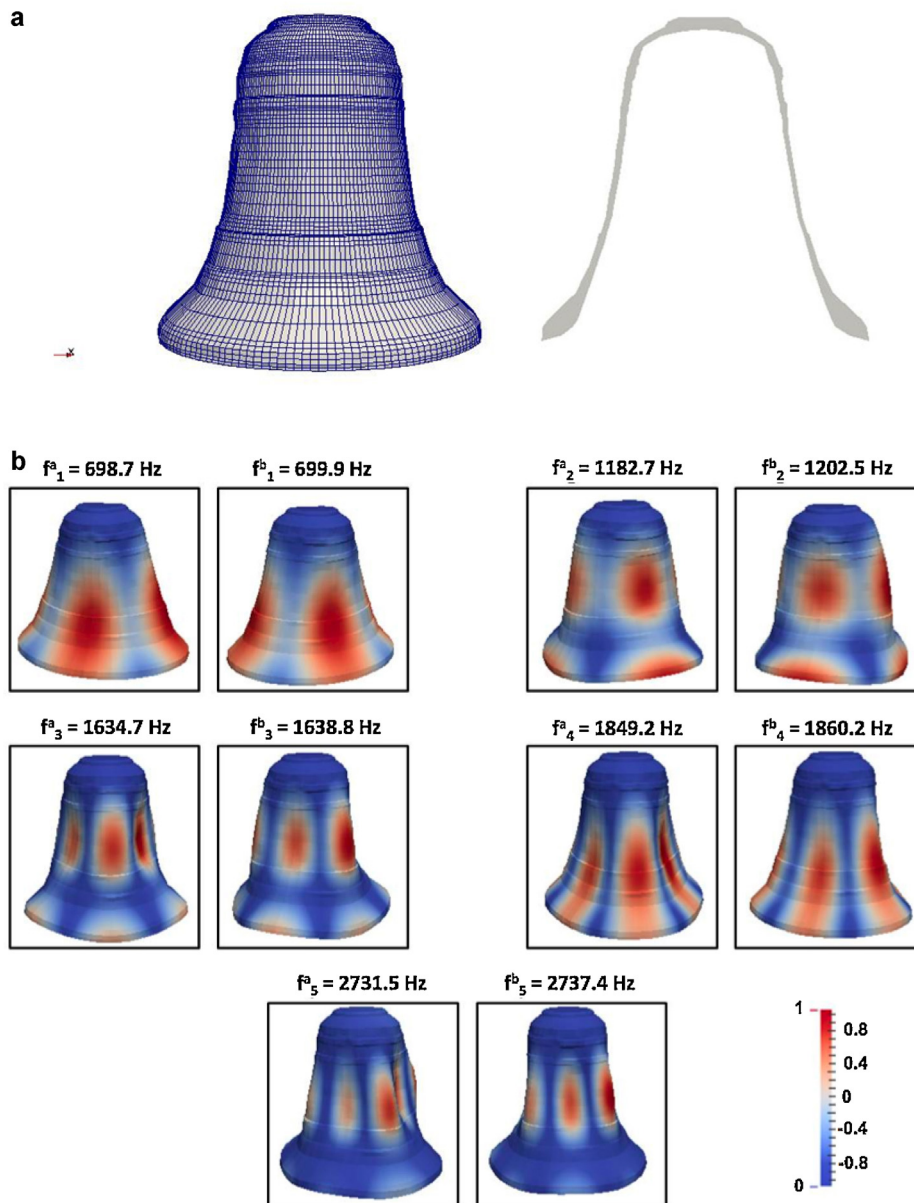 a
x
b
fᵃ₁ = 698.7 Hz
fᵇ₁ = 699.9 Hz
fᵃ₂ = 1182.7 Hz
fᵇ₂ = 1202.5 Hz
fᵃ₃ = 1634.7 Hz
fᵇ₃ = 1638.8 Hz
fᵃ₄ = 1849.2 Hz
fᵇ₄ = 1860.2 Hz
fᵃ₅ = 2731.5 Hz
fᵇ₅ = 2737.4 Hz
1
0.8
0.4
0
-0.4
-0.8
0